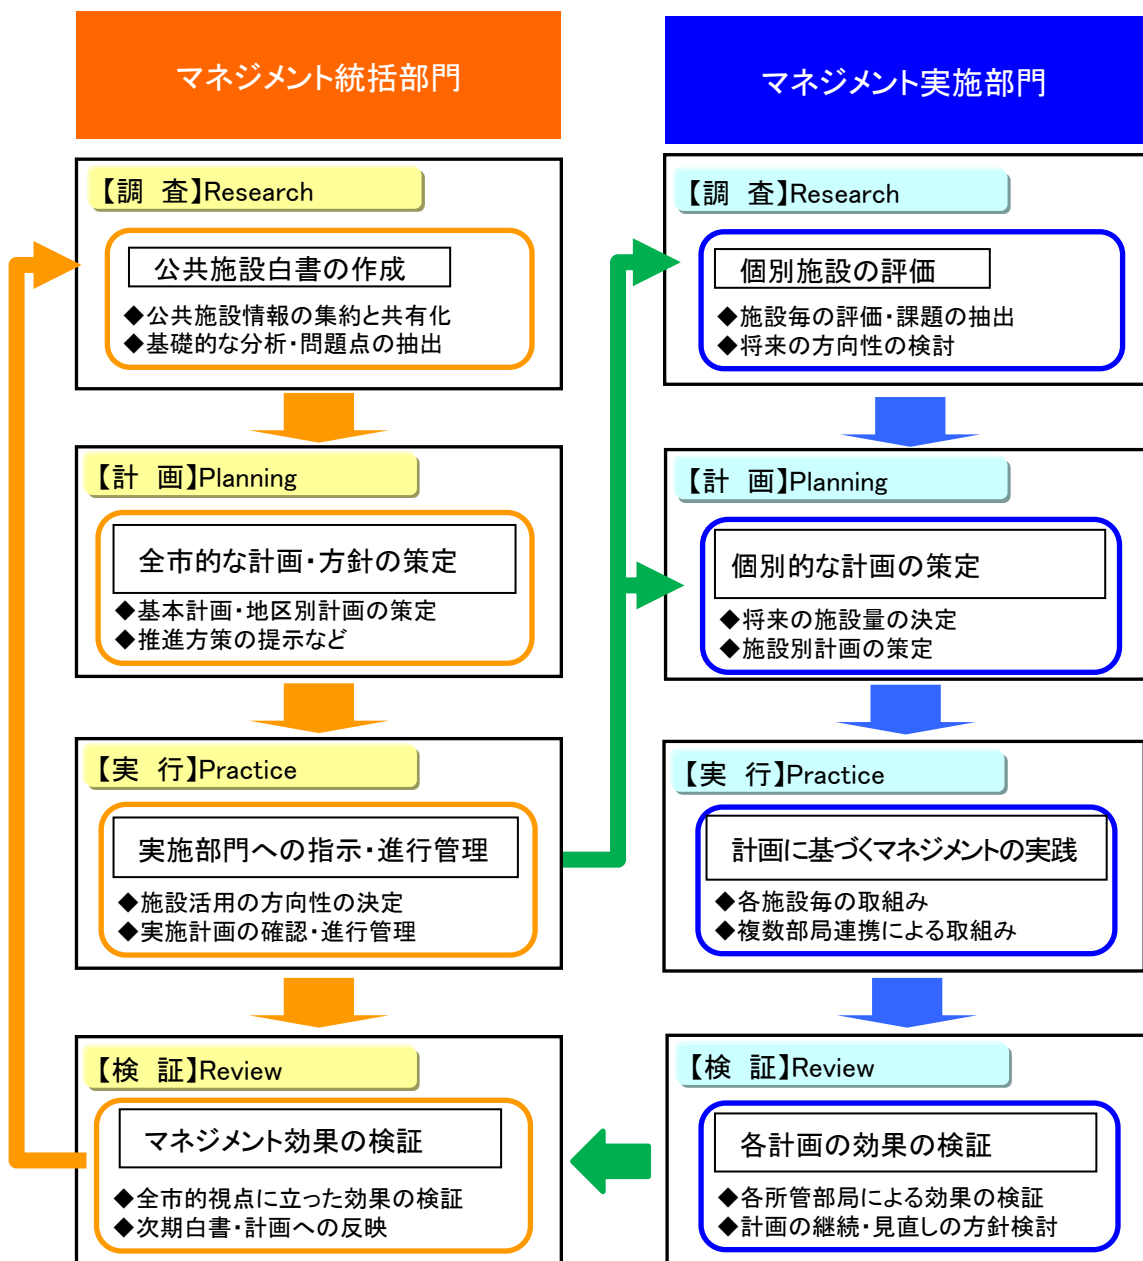 マネジメント統括部門
【調　査】Research
公共施設白書の作成
◆公共施設情報の集約と共有化
◆基礎的な分析・問題点の抽出
【計　画】Planning
全市的な計画・方針の策定
◆基本計画・地区別計画の策定
◆推進方策の提示など
【実　行】Practice
実施部門への指示・進行管理
◆施設活用の方向性の決定
◆実施計画の確認・進行管理
【検　証】Review
マネジメント効果の検証
◆全市的視点に立った効果の検証
◆次期白書・計画への反映
マネジメント実施部門
【調　査】Research
個別施設の評価
◆施設毎の評価・課題の抽出
◆将来の方向性の検討
【計　画】Planning
個別的な計画の策定
◆将来の施設量の決定
◆施設別計画の策定
【実　行】Practice
計画に基づくマネジメントの実践
◆各施設毎の取組み
◆複数部局連携による取組み
【検　証】Review
各計画の効果の検証
◆各所管部局による効果の検証
◆計画の継続・見直しの方針検討